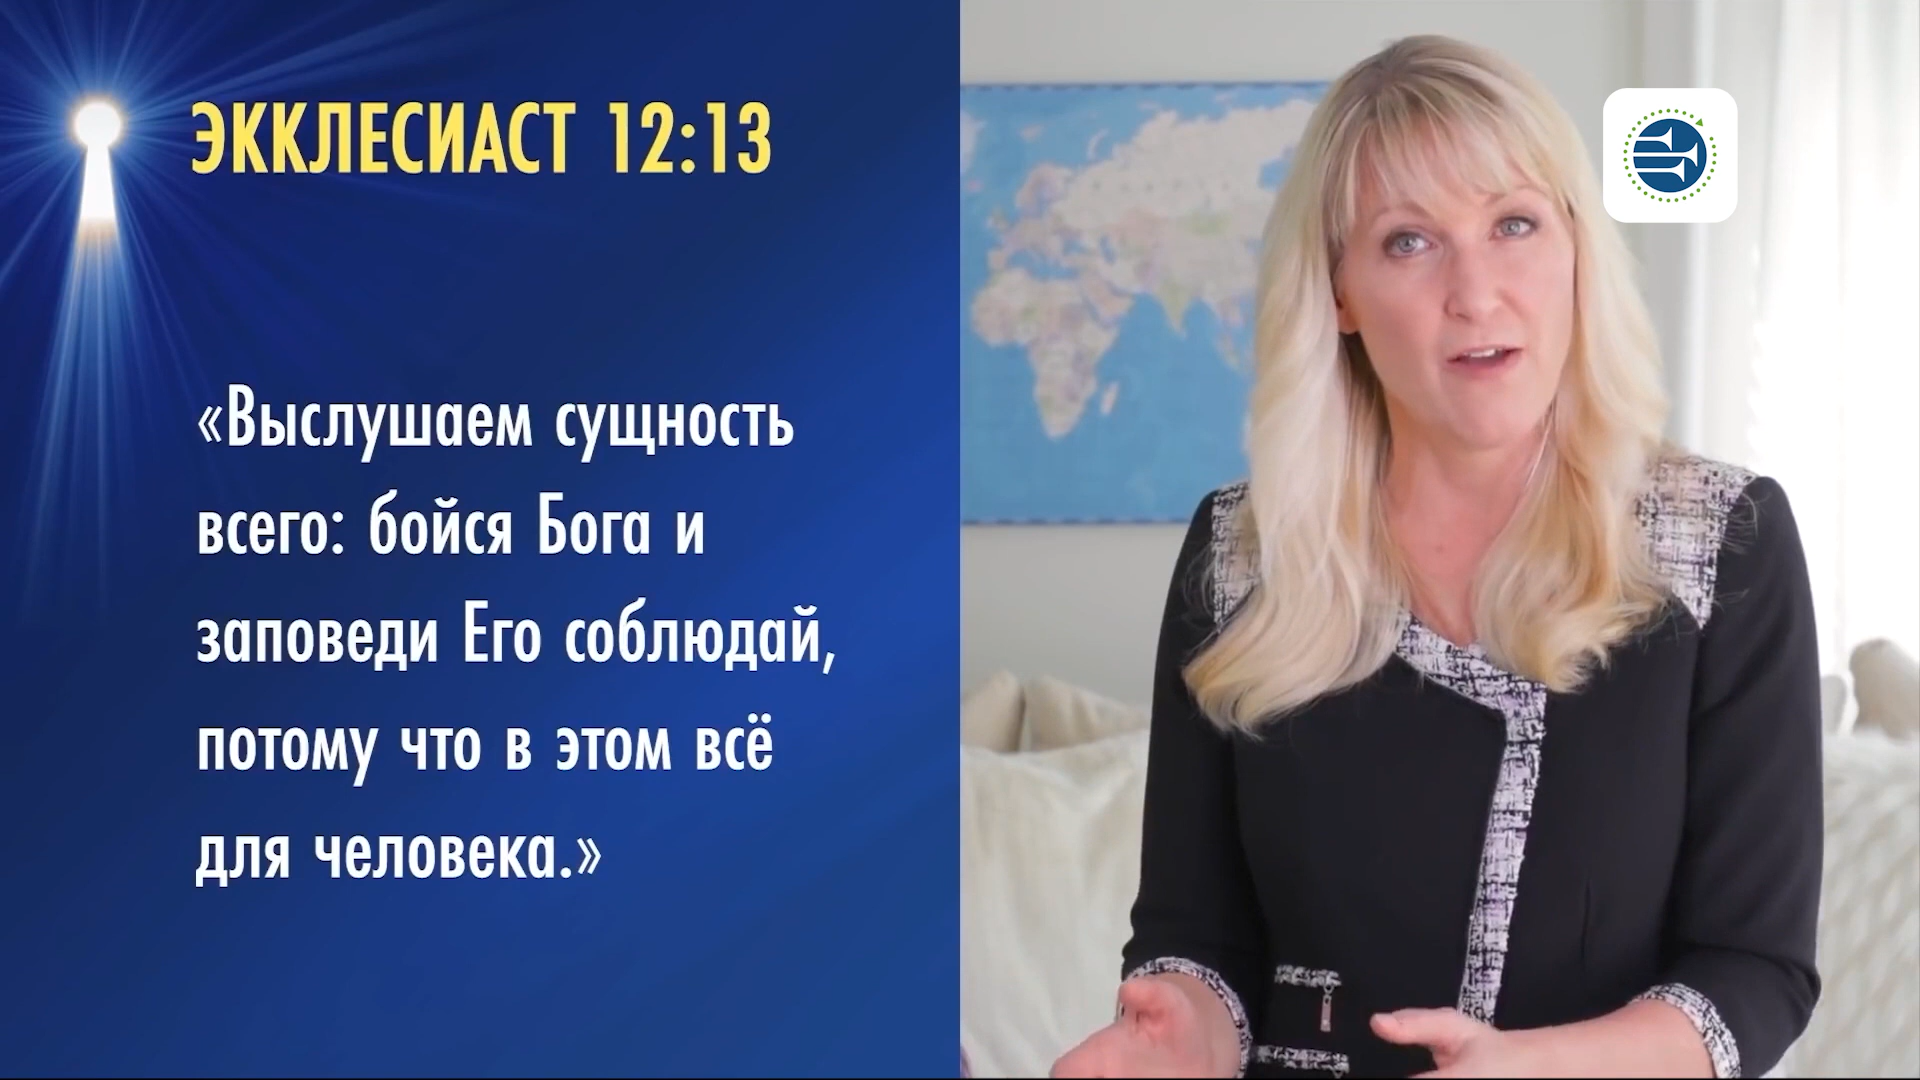 ЭККЛЕСИАСТ 12:13
«Выслушаем сущность
всего: бойся Бога и
заповеди Его соблюдай,
потому что в этом всё
для человека.»